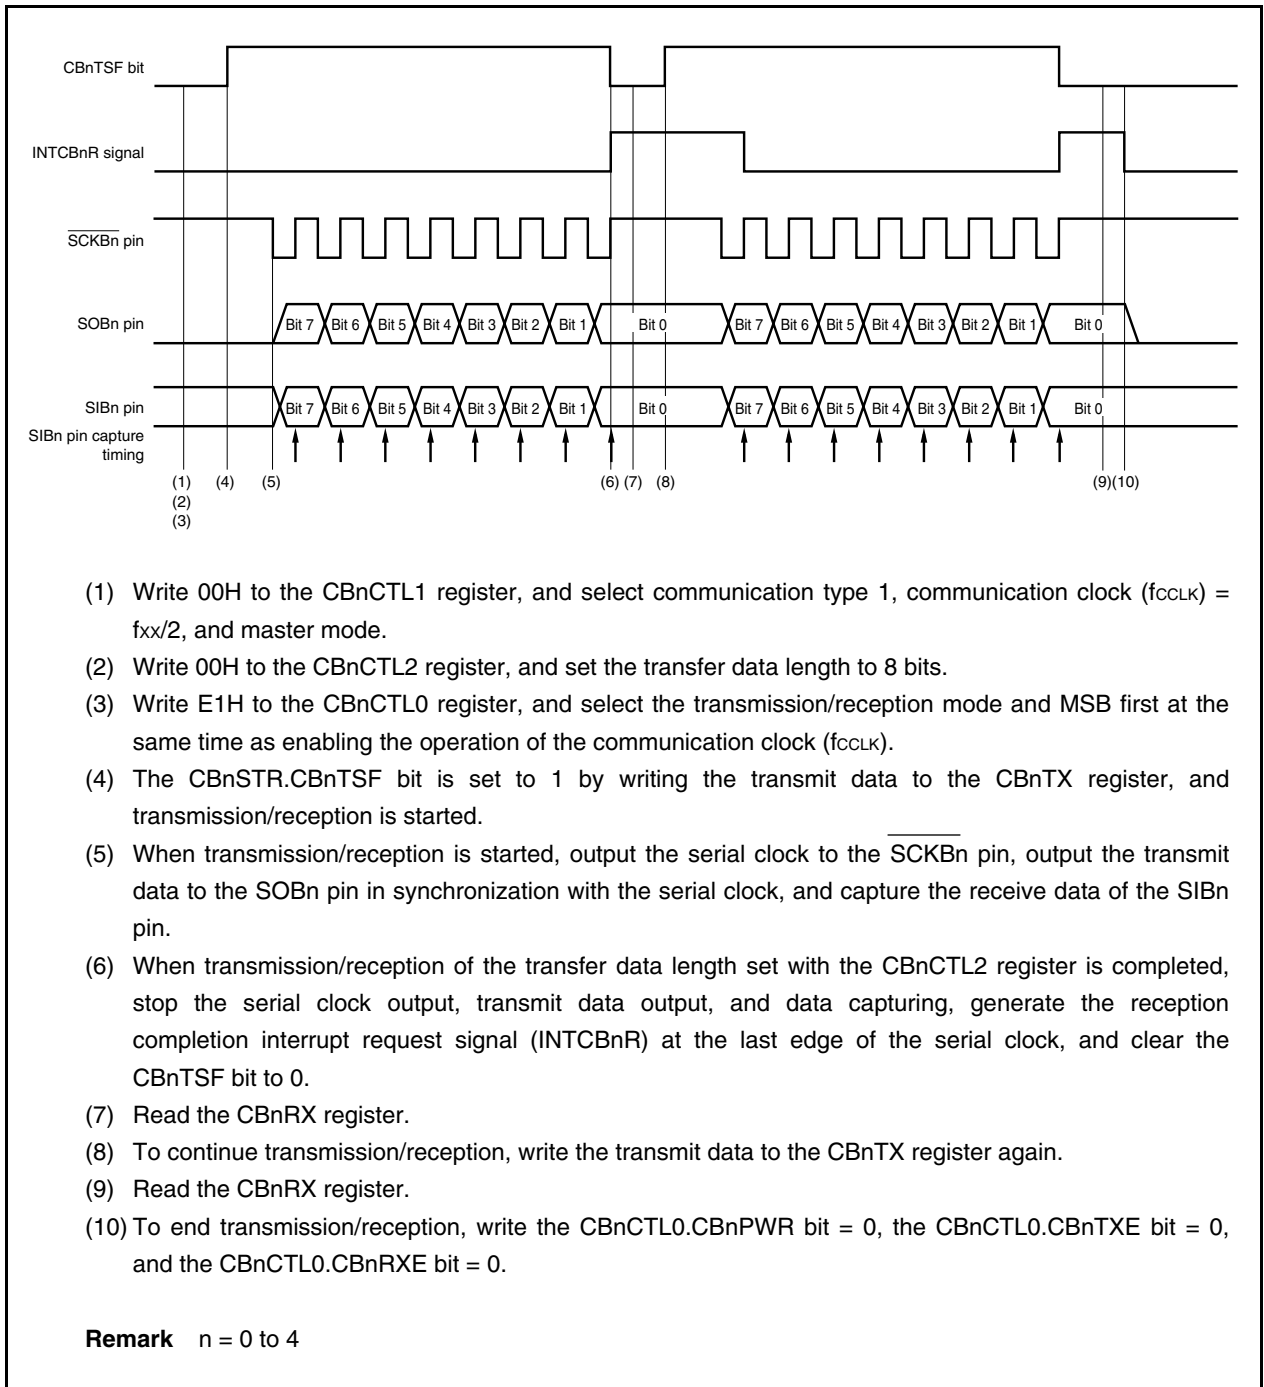 CBnTSF bit
INTCBnR signal
SCKBn pin
SOBn pin
Bit 7 Bit 6 Bit 5 Bit 4 Bit 3 Bit 2 Bit 1 Bit 0 Bit 7 Bit 6 Bit 5 Bit 4 Bit 3 Bit 2 Bit 1 Bit 0
SIBn pin
Bit 7 Bit 6 Bit 5 Bit 4 Bit 3 Bit 2 Bit 1 Bit 0 Bit 7 Bit 6 Bit 5 Bit 4 Bit 3 Bit 2 Bit 1 Bit 0
SIBn pin capture
timing
(1) (4) (5) (6) (7) (8) (9) (10)
(2)
(3)
(1) Write 00H to the CBnCTL1 register, and select communication type 1, communication clock (fCCLK) =
fXX/2, and master mode.
(2) Write 00H to the CBnCTL2 register, and set the transfer data length to 8 bits.
(3) Write E1H to the CBnCTL0 register, and select the transmission/reception mode and MSB first at the
same time as enabling the operation of the communication clock (fCCLK).
(4) The CBnSTR.CBnTSF bit is set to 1 by writing the transmit data to the CBnTX register, and
transmission/reception is started.
(5) When transmission/reception is started, output the serial clock to the SCKBn pin, output the transmit
data to the SOBn pin in synchronization with the serial clock, and capture the receive data of the SIBn
pin.
(6) When transmission/reception of the transfer data length set with the CBnCTL2 register is completed,
stop the serial clock output, transmit data output, and data capturing, generate the reception
completion interrupt request signal (INTCBnR) at the last edge of the serial clock, and clear the
CBnTSF bit to 0.
(7) Read the CBnRX register.
(8) To continue transmission/reception, write the transmit data to the CBnTX register again.
(9) Read the CBnRX register.
(10) To end transmission/reception, write the CBnCTL0.CBnPWR bit = 0, the CBnCTL0.CBnTXE bit = 0,
and the CBnCTL0.CBnRXE bit = 0.
Remark n = 0 to 4